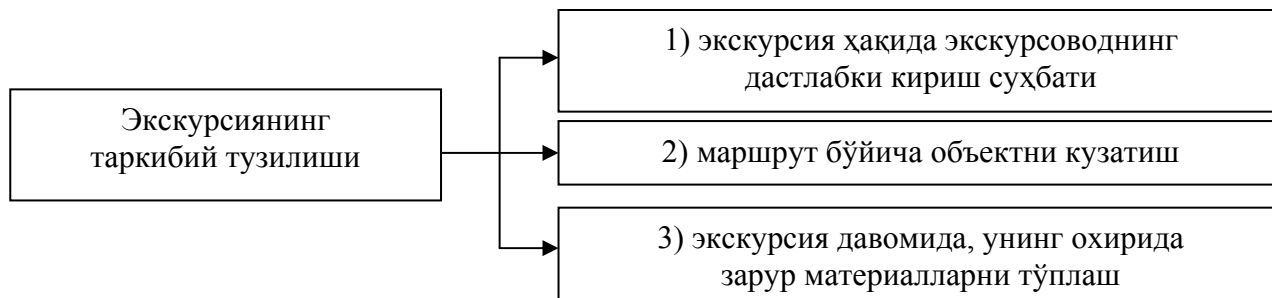 Экскурсиянинг
таркибий тузилиши
1) экскурсия ҳақида экскурсоводнинг
дастлабки кириш суҳбати
2) маршрут бўйича объектни кузатиш
3) экскурсия давомида, унинг охирида
зарур материалларни тўплаш